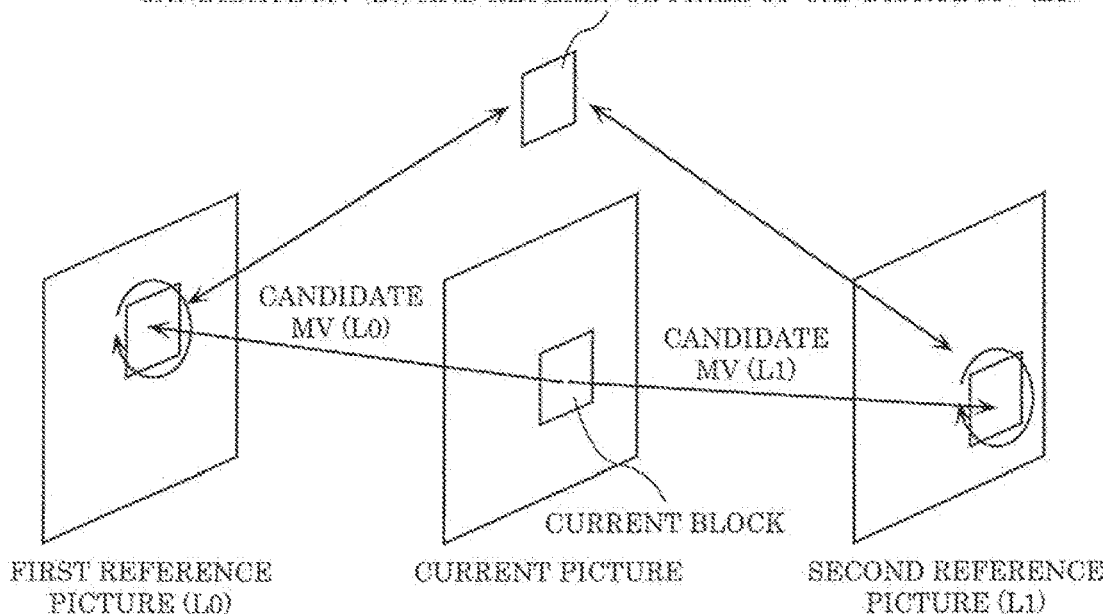 CANDIDATE
MV (L0)
CANDIDATE
MV (L1)
CURRENT BLOCK
FIRST REFERENCE
PICTURE (L0)
CURRENT PICTURE
SECOND REFERENCE
PICTURE (L1)